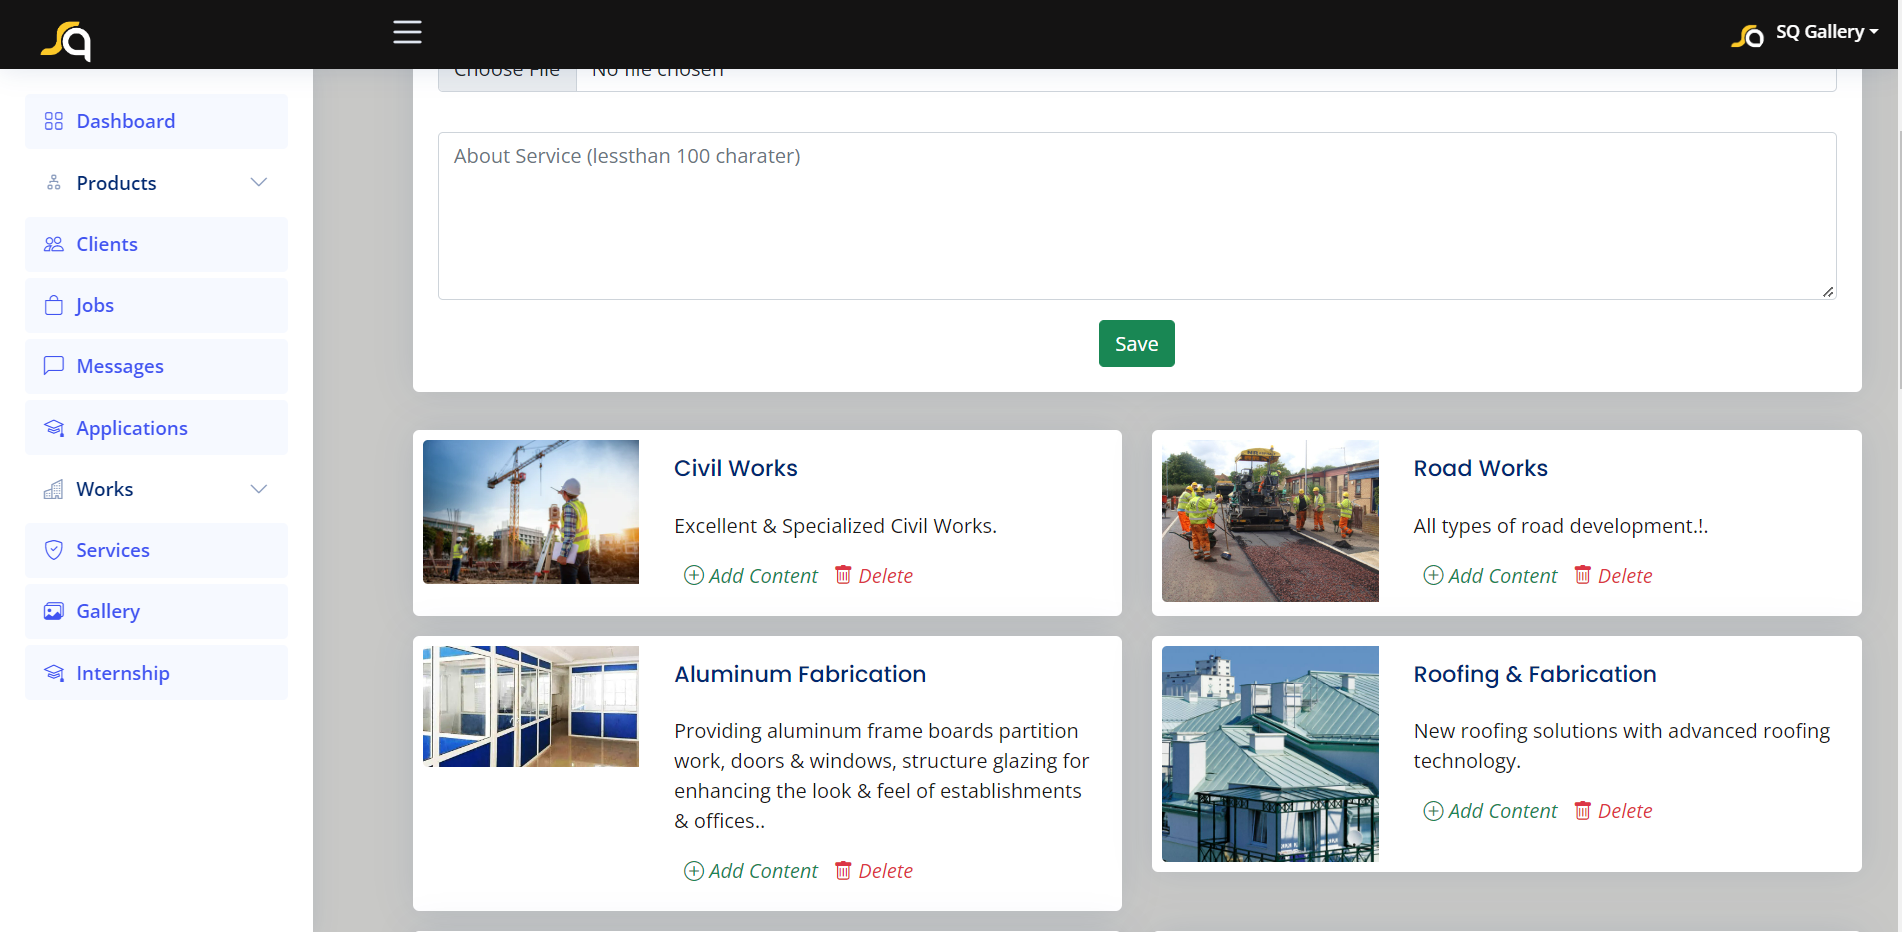 SQ
SQ SQ Gallery
Choose File No file chosen
Dashboard
Products
Clients
Jobs
Messages
Applications
Works
Services
Gallery
Internship
About Service (lessthan 100 charater)
Save
Civil Works
Excellent & Specialized Civil Works.
Add Content Delete
Road Works
All types of road development.!.
Add Content Delete
Aluminum Fabrication
Providing aluminum frame boards partition
work, doors & windows, structure glazing for
enhancing the look & feel of establishments
& offices..
Add Content Delete
Roofing & Fabrication
New roofing solutions with advanced roofing
technology.
Add Content Delete